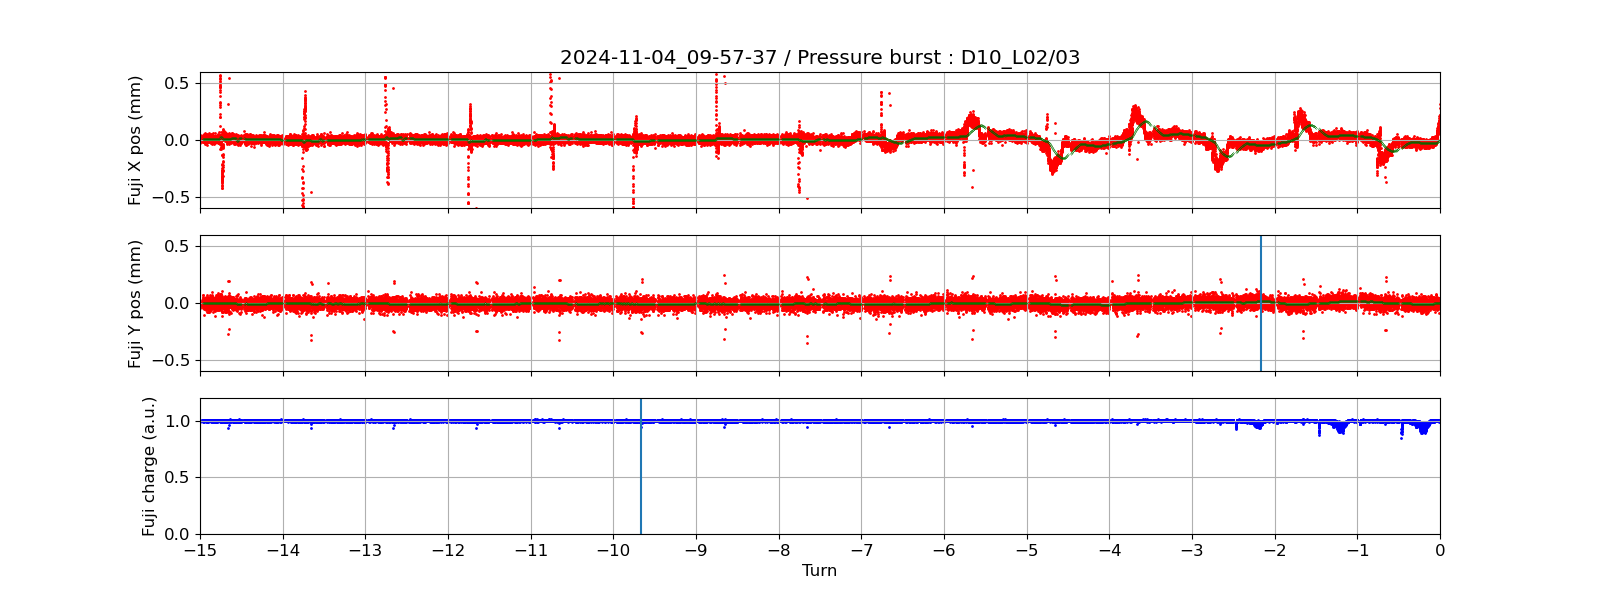 2024-11-04_09-57-37 / Pressure burst : D10_L02/03
Fuji X pos (mm)
0.5
0.0
−0.5
Fuji Y pos (mm)
0.5
0.0
−0.5
Fuji charge (a.u.)
1.0
0.5
0.0
−15 −14 −13 −12 −11 −10 −9 −8 −7 −6 −5 −4 −3 −2 −1 0
Turn